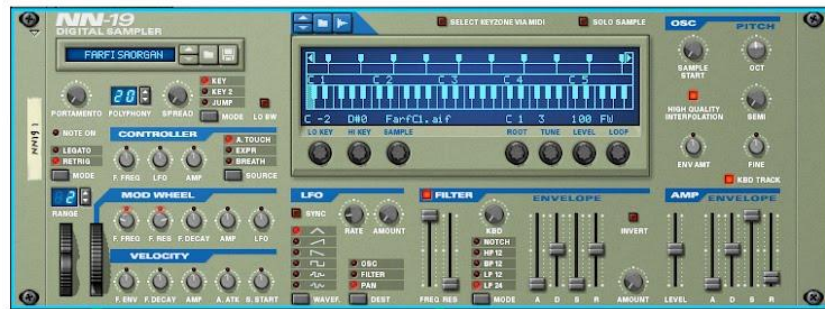 NN-19
DIGITAL SAMPLER
FARFISAORGAN
PORTAMENTO
20
POLYPHONY
SPREAD
KEY
KEY 2
JUMP
MODE
LO BW
NOTE ON
LEGATO
RETRIG
MODE
CONTROLLER
F. FREQ LFO AMP
A. TOUCH
EXPR
BREATH
SOURCE
2
RANGE
MOD WHEEL
F. FREQ F. RES F. DECAY AMP LFO
VELOCITY
F. ENV F. DECAY AMP A. ATK S. START
SELECT KEYZONE VIA MIDI
SOLO SAMPLE
C 1 C 2 C 3 C 4 C 5
C -2 D#0 FarfC1.aif C 1 3 100 FW
LO KEY HI KEY SAMPLE ROOT TUNE LEVEL LOOP
OSC PITCH
SAMPLE START
OCT
HIGH QUALITY INTERPOLATION
SEMI
ENV AMT
FINE
KBD TRACK
LFO
SYNC
RATE AMOUNT
OSC
FILTER
PAN
WAVEF. DEST
FILTER ENVELOPE
KBD
INVERT
NOTCH
HP 12
BP 12
LP 12
LP 24
FREQ RES MODE A D S R AMOUNT
AMP ENVELOPE
LEVEL A D S R